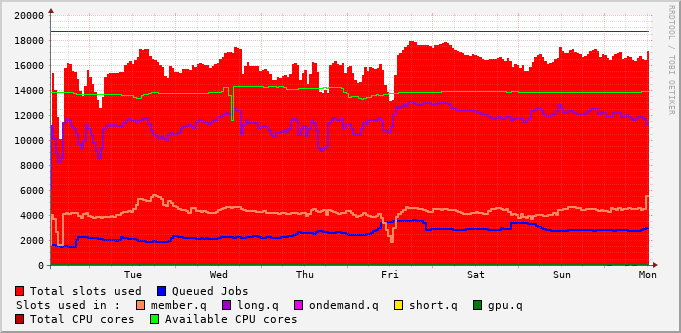 20000
18000
16000
14000
12000
10000
8000
6000
4000
2000
0
Tue Wed Thu Fri Sat Sun Mon
Total slots used Queued Jobs
Slots used in : member.q long.q ondemand.q short.q gpu.q
Total CPU cores Available CPU cores
RRDTOOL / TOBI OETIKER